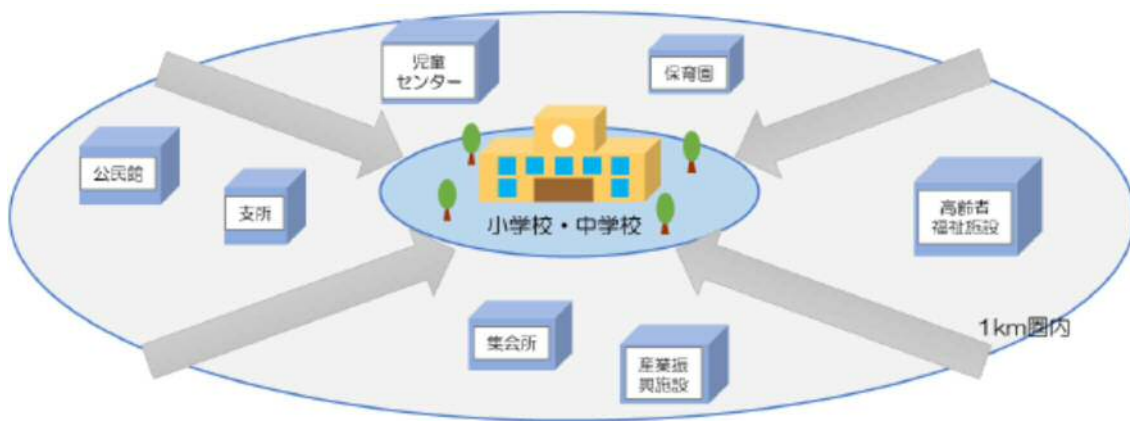 児童
センター
保育園
公民館
支所
高齢者
福祉施設
小学校・中学校
集会所
産業振
興施設
1km圏内